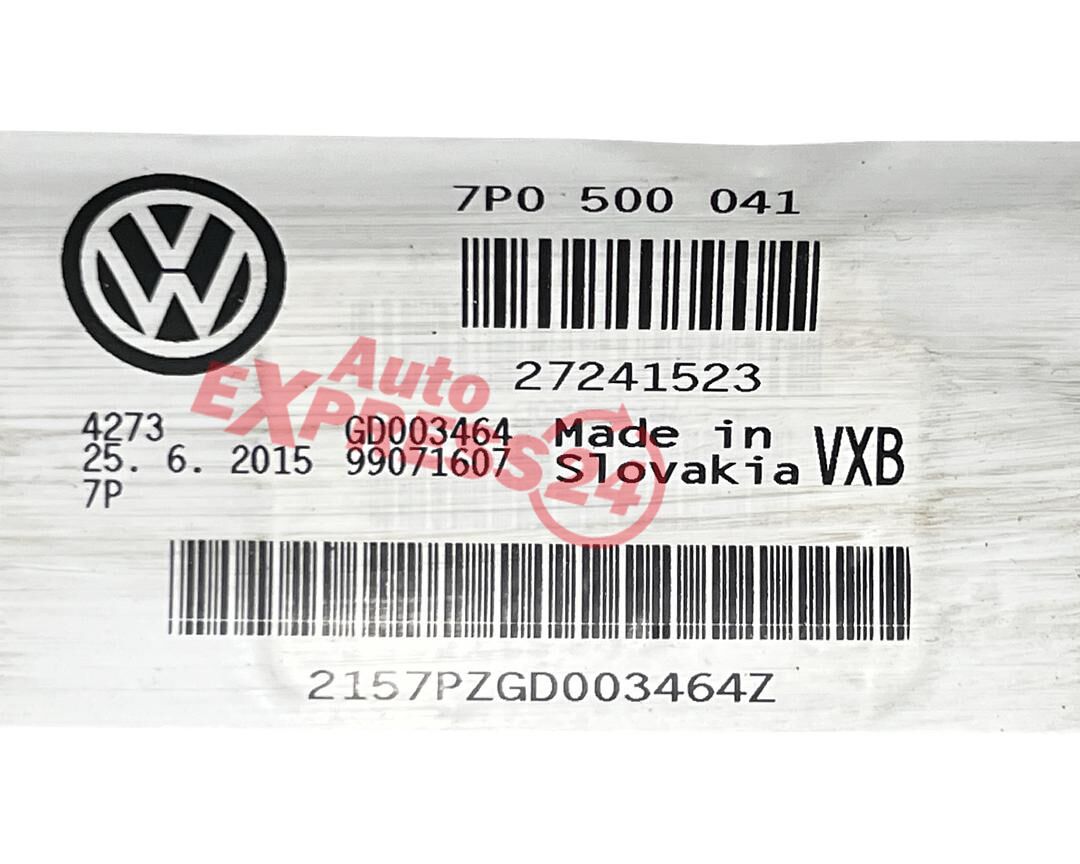 7P0 500 041
27241523
4273 GD003464 Made in VXB
25. 6. 2015 99071607 Slovakia
7P
2157PZGD003464Z
Auto
EXPRESS24